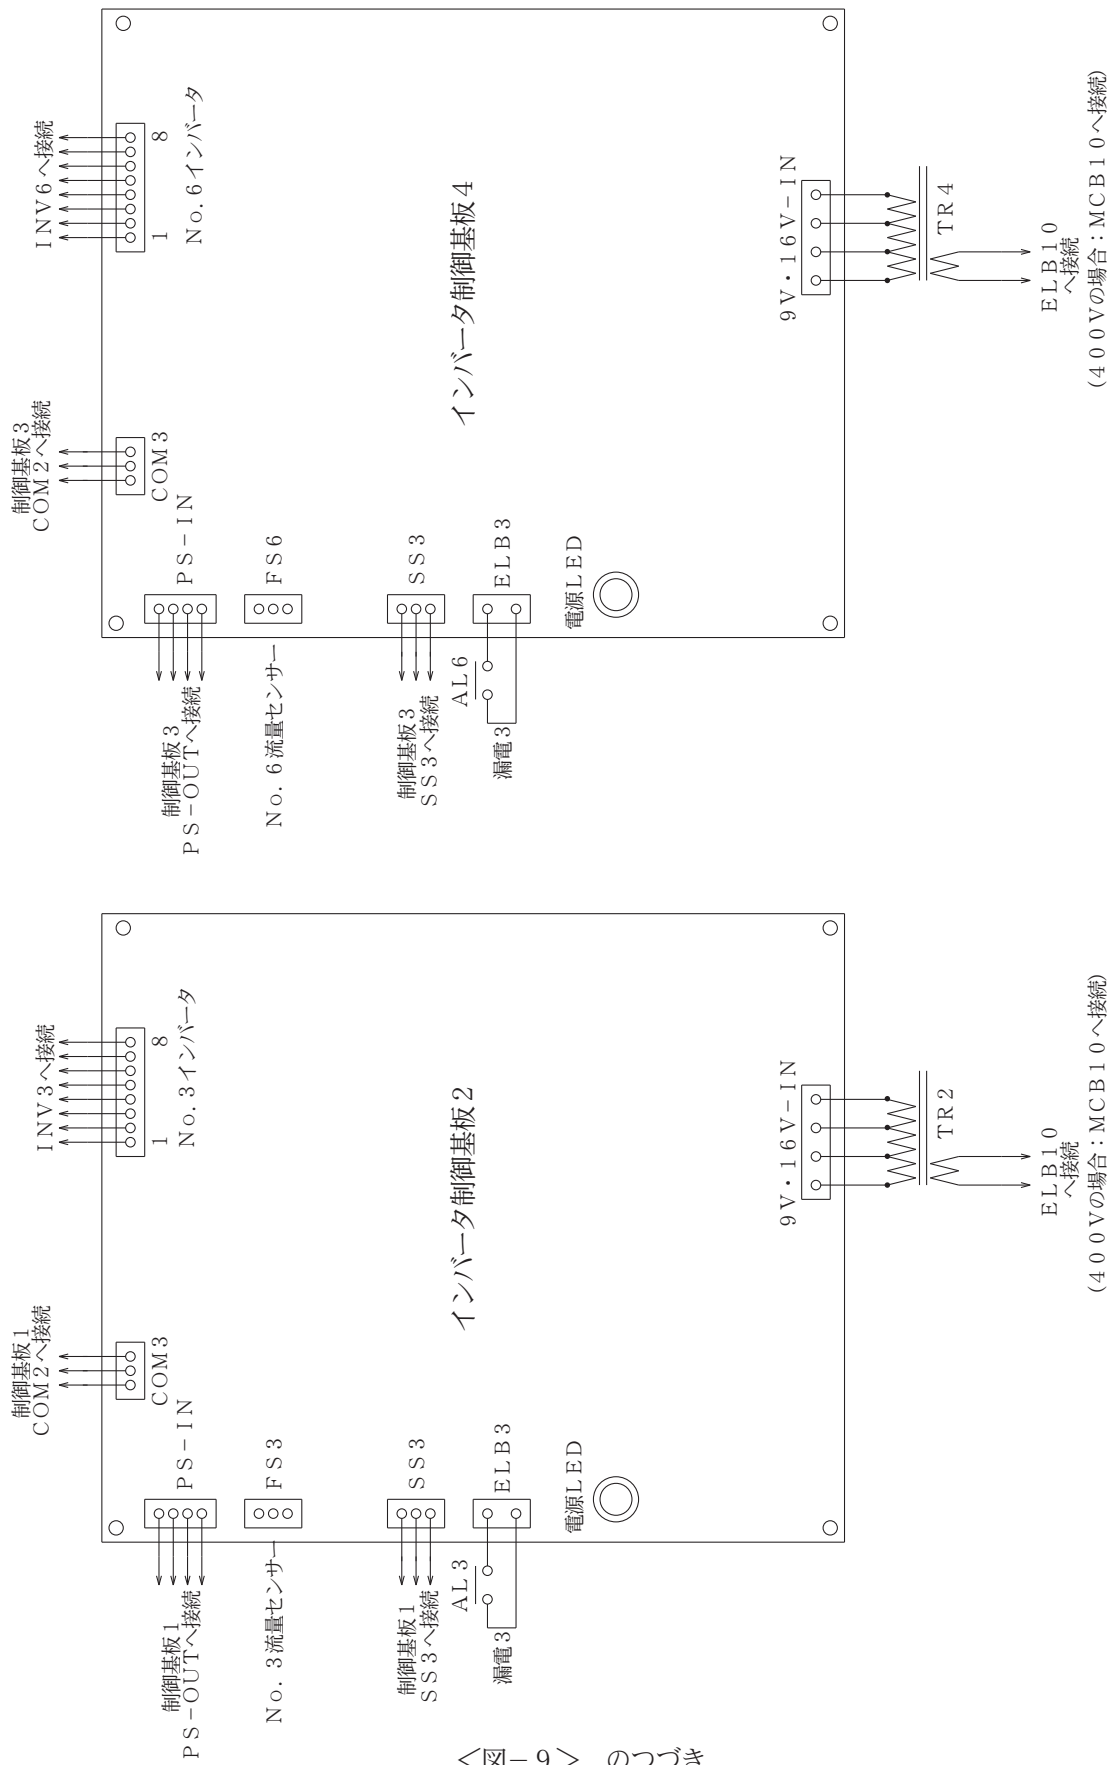 制御基板1
PS-OUTへ接続
PS-IN
No.3流量センサー
FS3
制御基板1
SS3へ接続
SS3
AL3
漏電3
ELB3
電源LED
制御基板1
COM2へ接続
COM3
INV3へ接続
1
8
No.3インバータ
インバータ制御基板2
9V・16V-IN
TR2
ELB10
へ接続
(400Vの場合:MCB10へ接続)
制御基板3
PS-OUTへ接続
PS-IN
No.6流量センサー
FS6
制御基板3
SS3へ接続
SS3
AL6
漏電3
ELB3
電源LED
制御基板3
COM2へ接続
COM3
INV6へ接続
1
8
No.6インバータ
インバータ制御基板4
9V・16V-IN
TR4
ELB10
へ接続
(400Vの場合:MCB10へ接続)
<図-9> のつづき